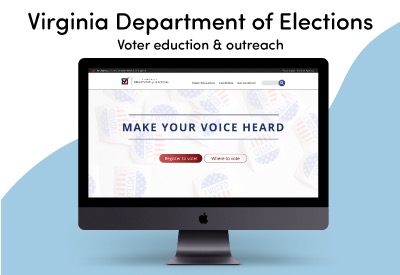 Virginia Department of Elections
Voter eduction & outreach
MAKE YOUR VOICE HEARD
Register to vote!
Where to vote